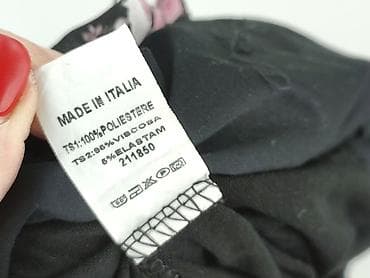 MADE IN ITALIA
TS1:100%POLIESTERE
TS2:95%VISCOSA
5%ELASTAM
211850